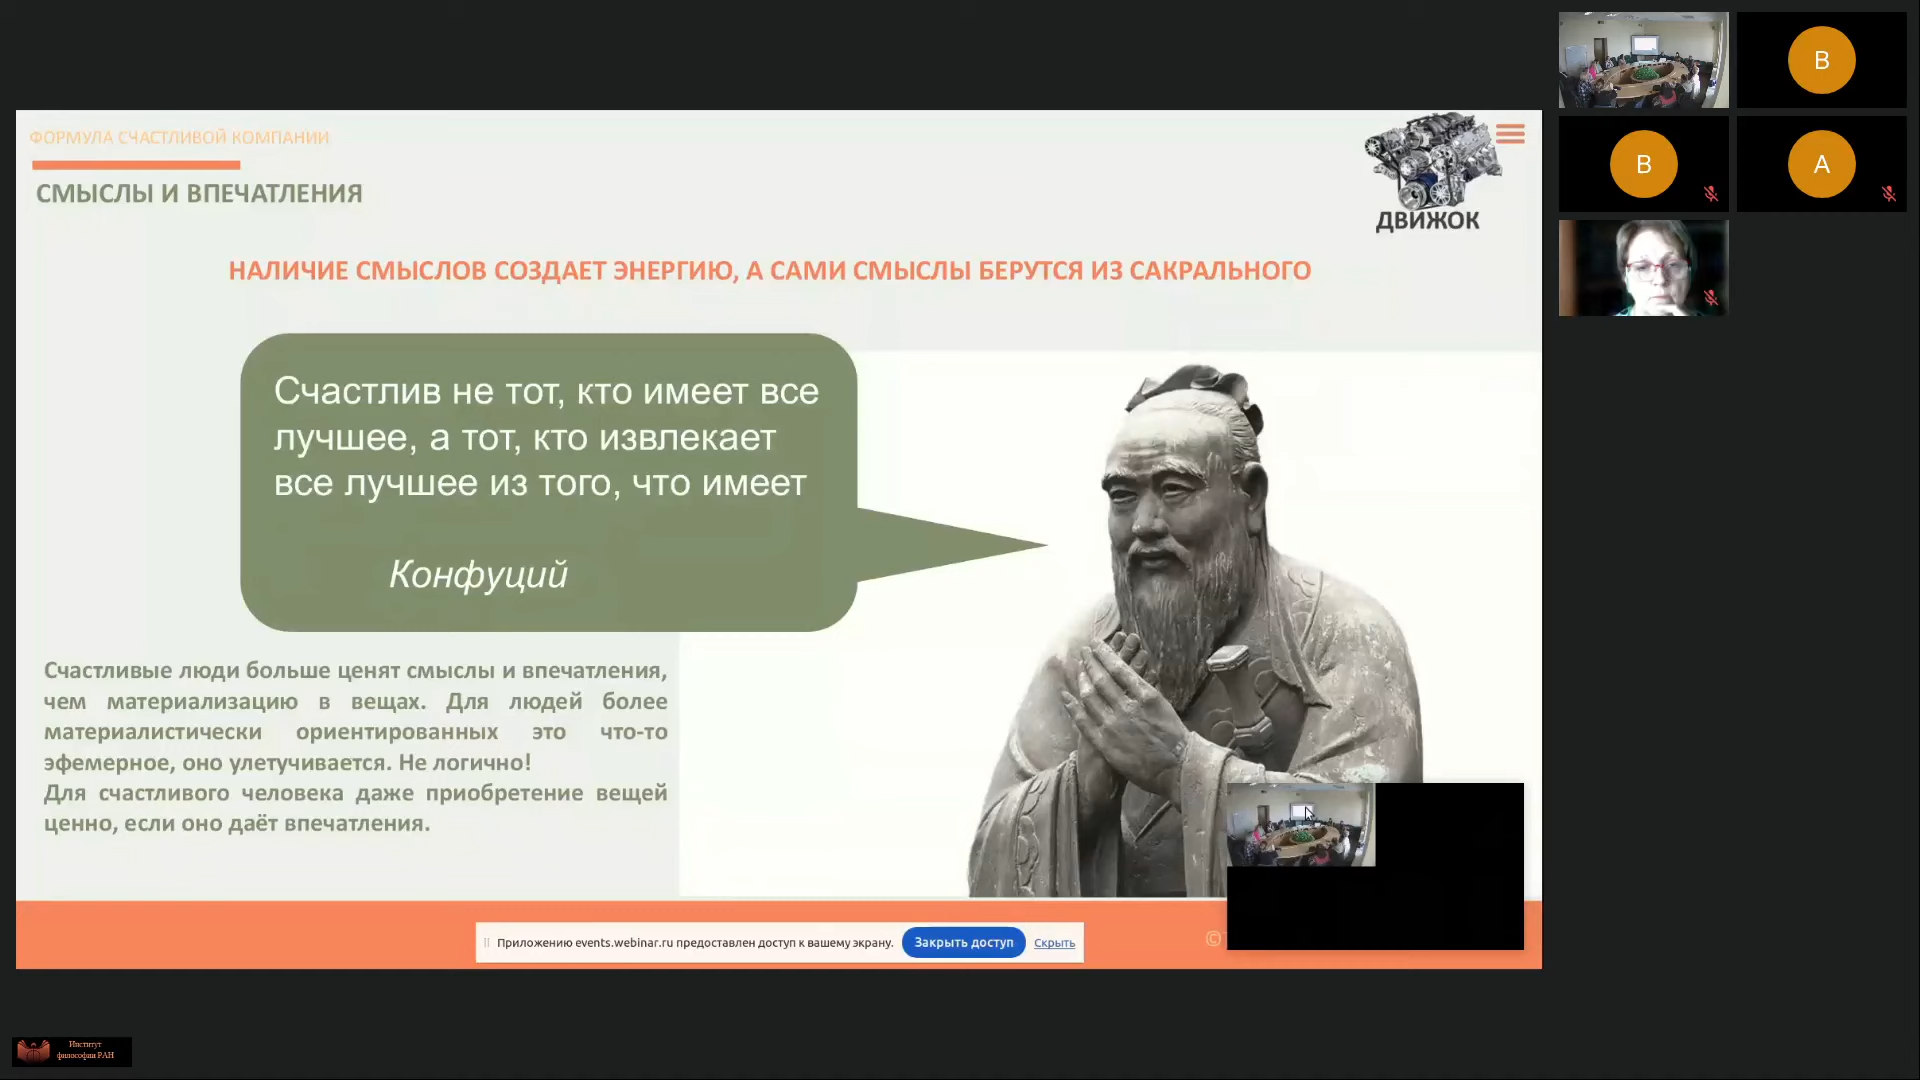 ФОРМУЛА СЧАСТЛИВОЙ КОМПАНИИ
СМЫСЛЫ И ВПЕЧАТЛЕНИЯ
ДВИЖОК
НАЛИЧИЕ СМЫСЛОВ СОЗДАЕТ ЭНЕРГИЮ, А САМИ СМЫСЛЫ БЕРУТСЯ ИЗ САКРАЛЬНОГО
Счастлив не тот, кто имеет все
лучшее, а тот, кто извлекает
все лучшее из того, что имеет
Конфуций
Счастливые люди больше ценят смыслы и впечатления,
чем материализацию в вещах. Для людей более
материалистически ориентированных это что-то
эфемерное, оно улетучивается. Не логично!
Для счастливого человека даже приобретение вещей
ценно, если оно даёт впечатления.
Приложению events.webinar.ru предоставлен доступ к вашему экрану.
Закрыть доступ
Скрыть
©
B
B
A
Институт
философии РАН